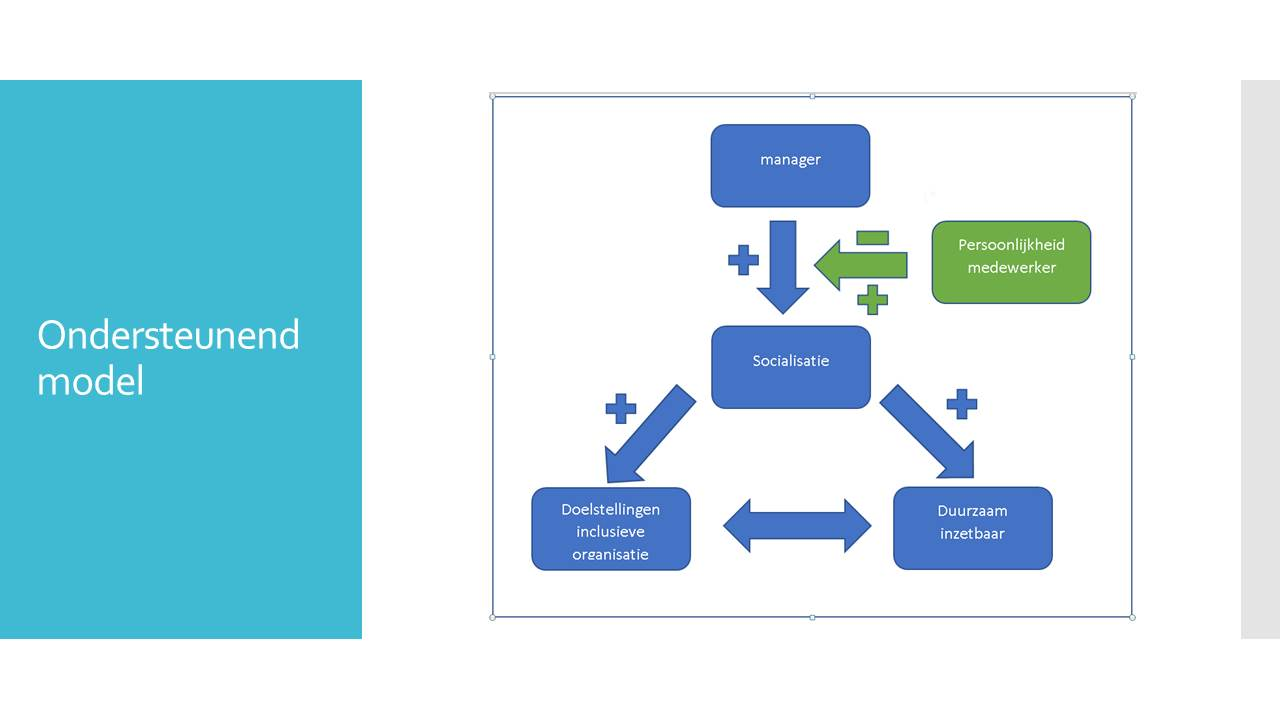 Ondersteunend
model
manager
Persoonlijkheid
medewerker
Socialisatie
Doelstellingen
inclusieve
organisatie
Duurzaam
inzetbaar